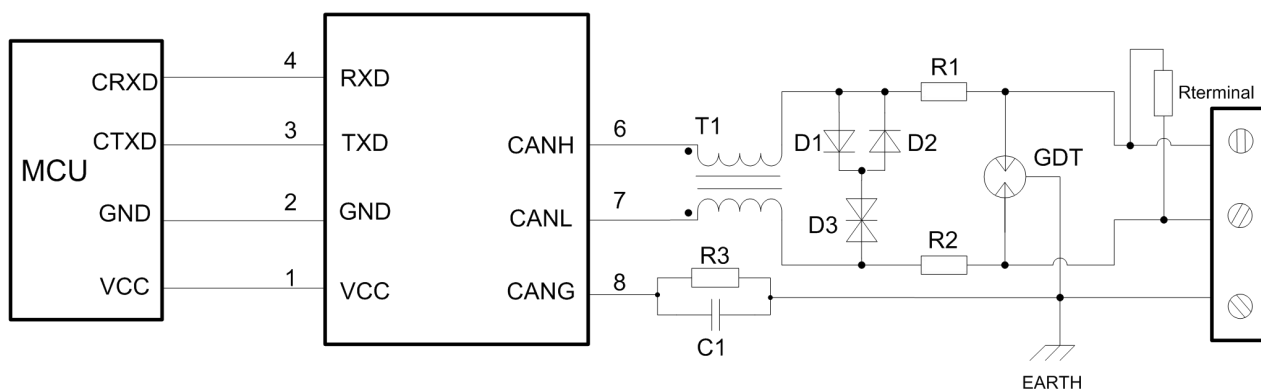 MCU
CRXD
CTXD
GND
VCC
4
3
2
1
RXD
TXD
GND
VCC
CANH
CANL
CANG
6
7
8
T1
R3
C1
D1
D2
D3
R1
R2
GDT
EARTH
Rterminal